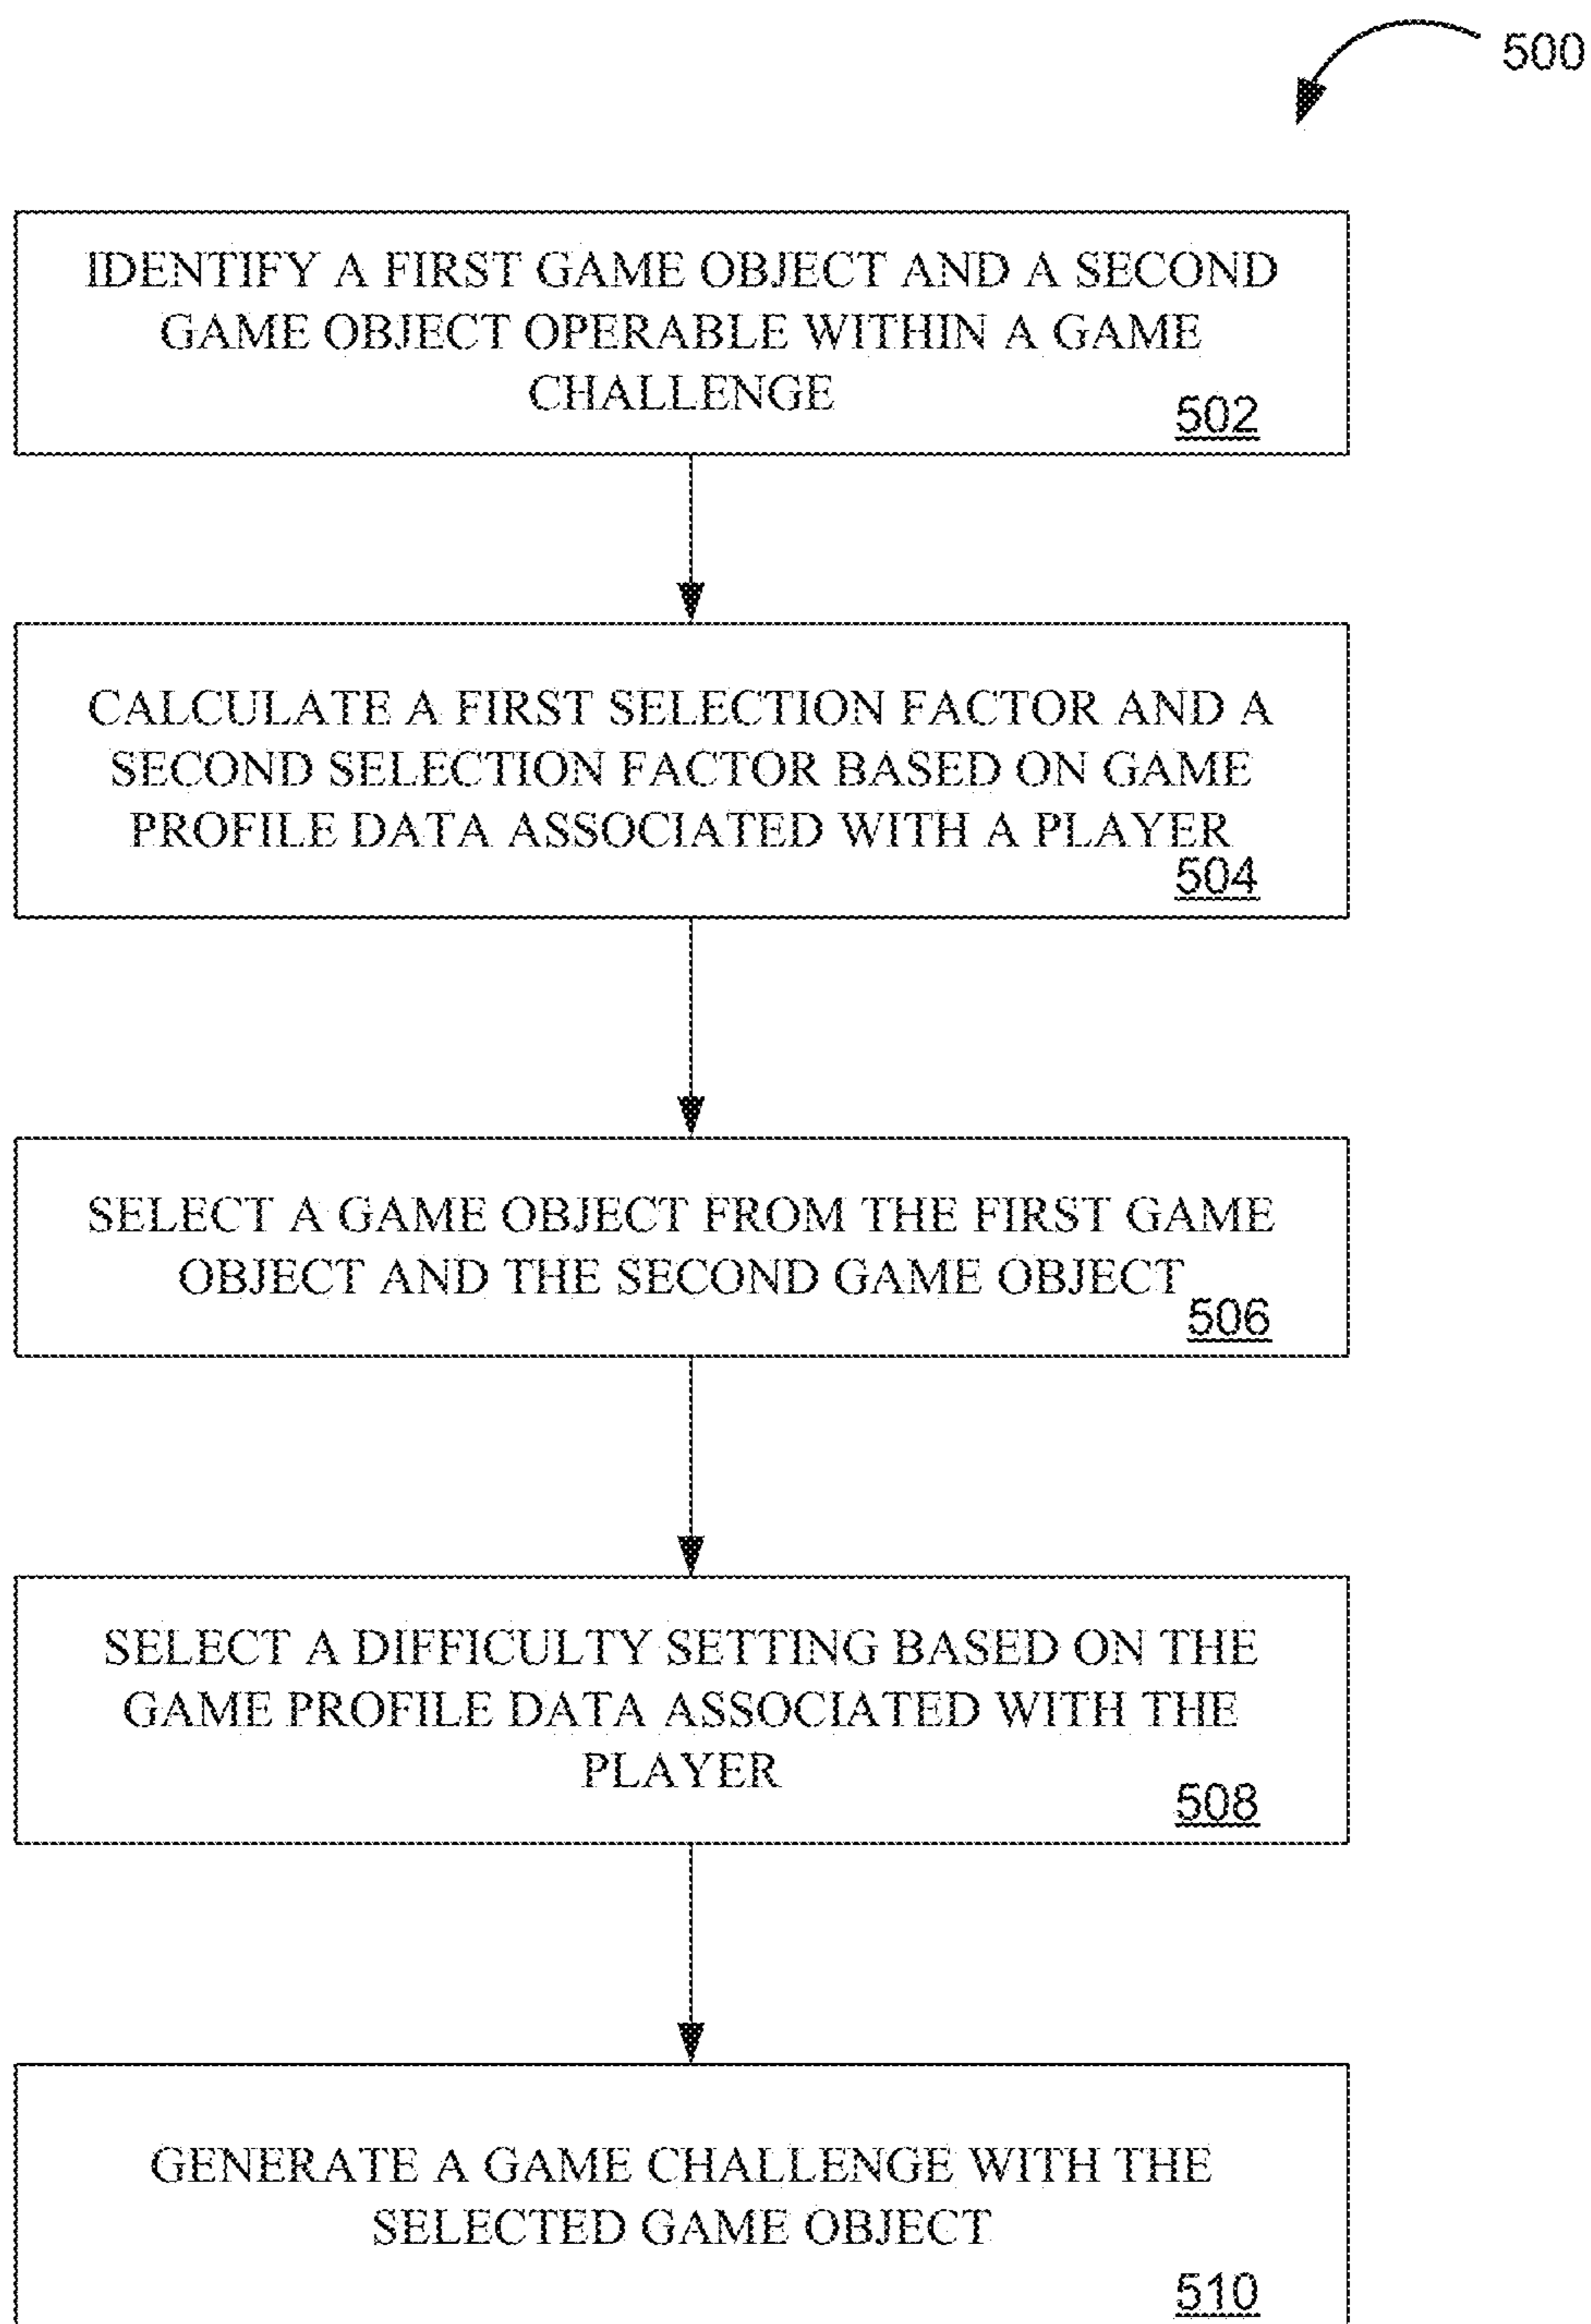 500
IDENTIFY A FIRST GAME OBJECT AND A SECOND
GAME OBJECT OPERABLE WITHIN A GAME
CHALLENGE
502
CALCULATE A FIRST SELECTION FACTOR AND A
SECOND SELECTION FACTOR BASED ON GAME
PROFILE DATA ASSOCIATED WITH A PLAYER
504
SELECT A GAME OBJECT FROM THE FIRST GAME
OBJECT AND THE SECOND GAME OBJECT
506
SELECT A DIFFICULTY SETTING BASED ON THE
GAME PROFILE DATA ASSOCIATED WITH THE
PLAYER
508
GENERATE A GAME CHALLENGE WITH THE
SELECTED GAME OBJECT
510